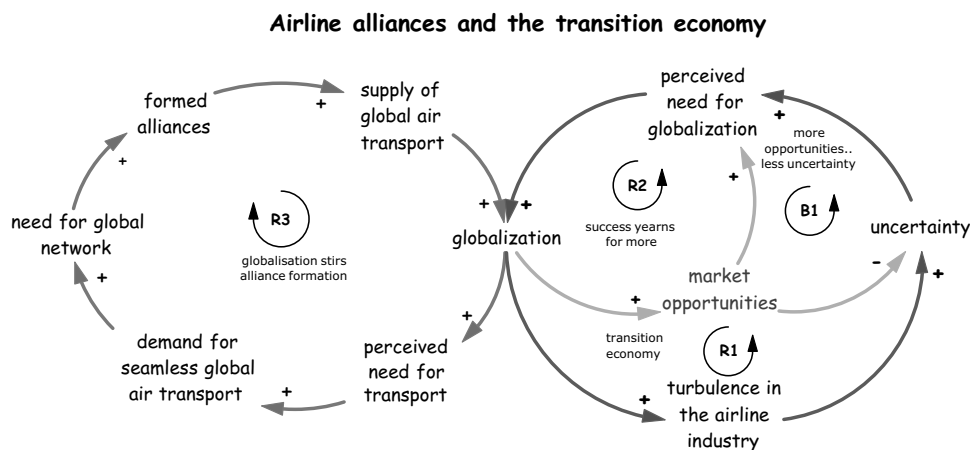 Airline alliances and the transition economy
formed
alliances
+
supply of
global air
transport
+
need for global
network
+
R3
globalisation stirs
alliance formation
+
demand for
seamless global
air transport
+
perceived
need for
transport
+
globalization
+
perceived
need for
globalization
+
more
opportunities..
less uncertainty
+
R2
success yearns
for more
B1
uncertainty
-
+
market
opportunities
+
transition
economy
R1
+
turbulence in
the airline
industry